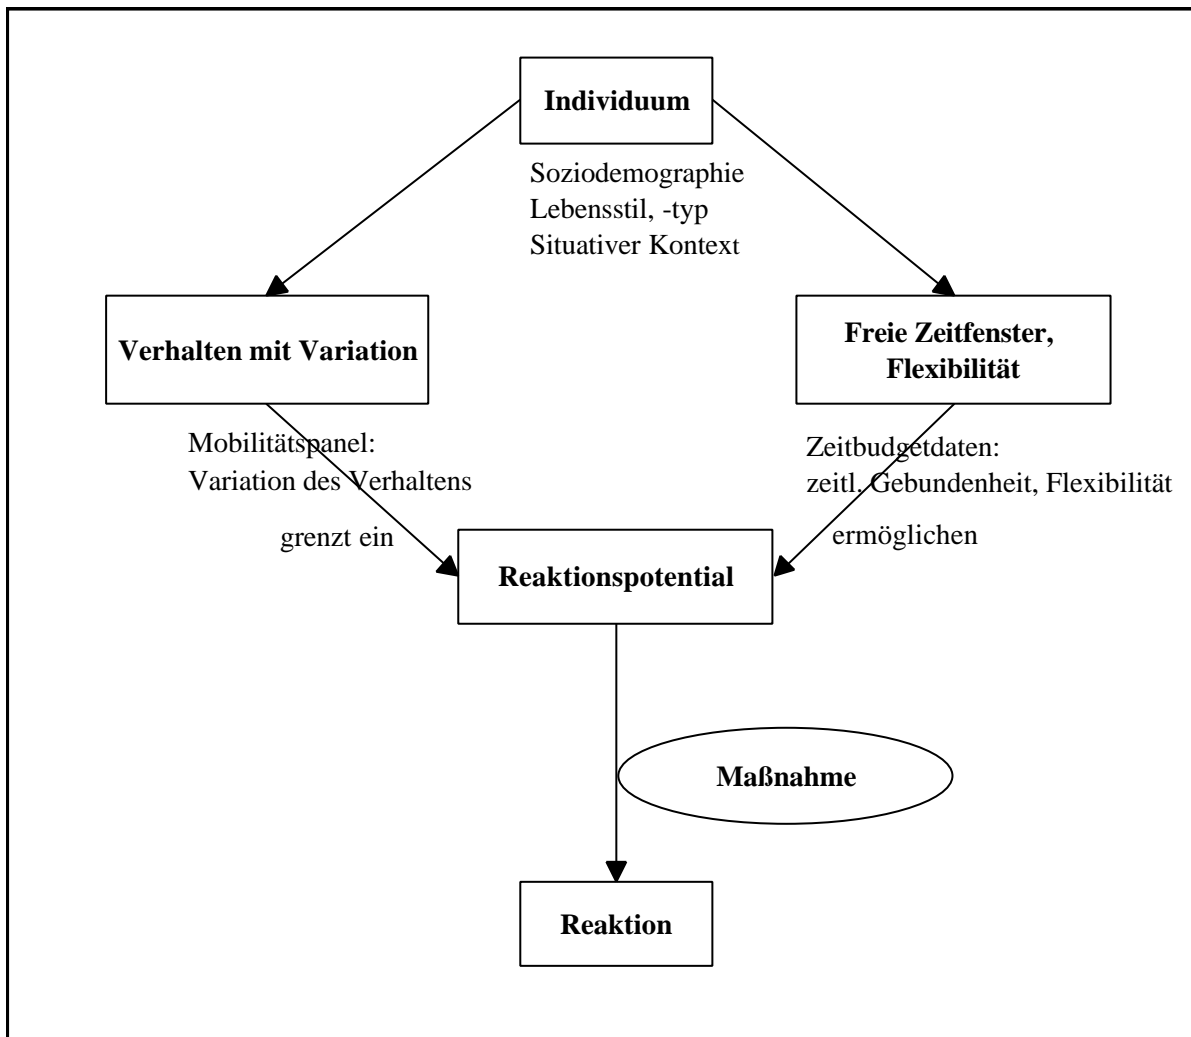 Individuum
Soziodemographie
Lebensstil, -typ
Situativer Kontext
Verhalten mit Variation
Freie Zeitfenster,
Flexibilität
Mobilitätspanel:
Variation des Verhaltens
Zeitbudgetdaten:
zeitl. Gebundenheit, Flexibilität
grenzt ein
ermöglichen
Reaktionspotential
Maßnahme
Reaktion